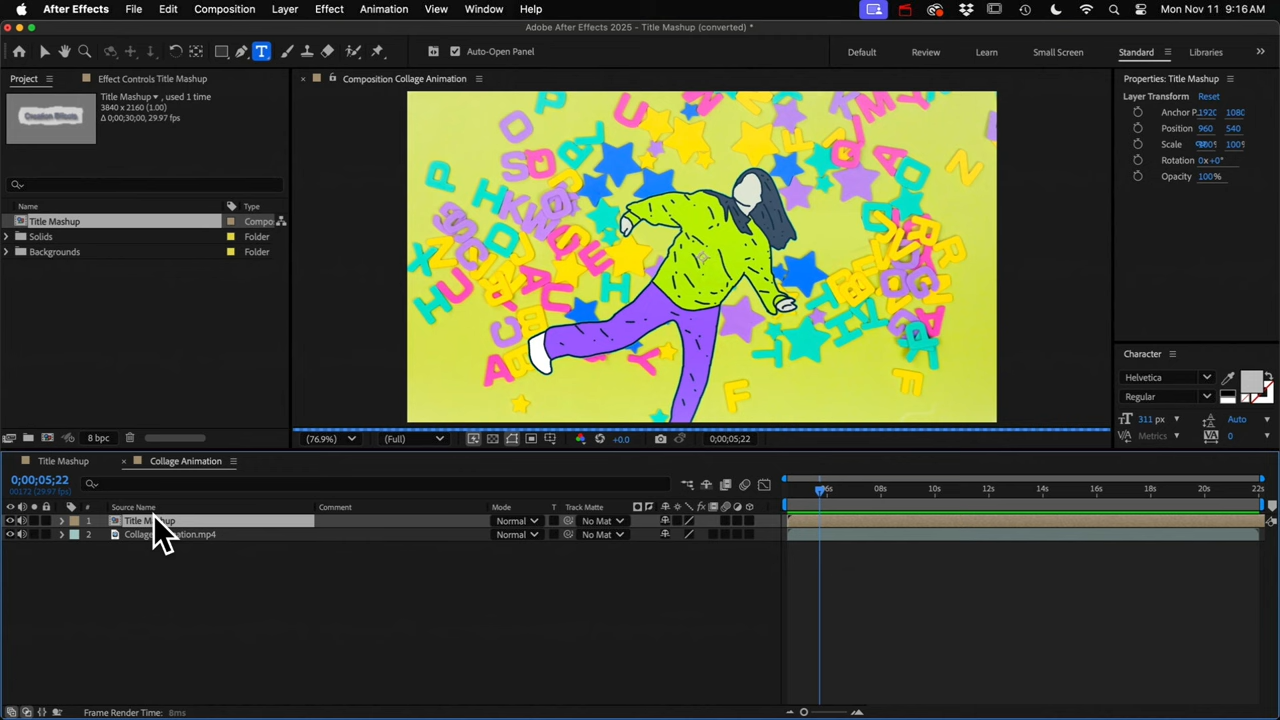 After Effects File Edit Composition Layer Effect Animation View Window Help Mon Nov 11 9:16 AM
Adobe After Effects 2025 - Title Mashup (converted) *
Auto-Open Panel Default Review Learn Small Screen Standard Libraries
Project Effect Controls Title Mashup Composition Collage Animation Properties: Title Mashup
Title Mashup, used 1 time
3840 x 2160 (1.00)
Δ 0;00;30;00, 29.97 fps
Creation Effects
Layer Transform Reset
Anchor P. 1920 1080
Position 960 540
Scale 100%
Rotation 0x+0°
Opacity 100%
Name Type
Title Mashup Compo
Solids Folder
Backgrounds Folder
Character
Helvetica
Regular
311 px Auto
Metrics 0
8 bpc (76.9%) (Full) +0.0 0;00;05;22
Title Mashup Collage Animation
0;00;05;22
00172 (29.97 fps)
06s 08s 10s 12s 14s 16s 18s 20s 22s
# Source Name Comment Mode T Track Matte
1 Title Mashup Normal No Mat
2 Normal No Mat
Frame Render Time: 8ms